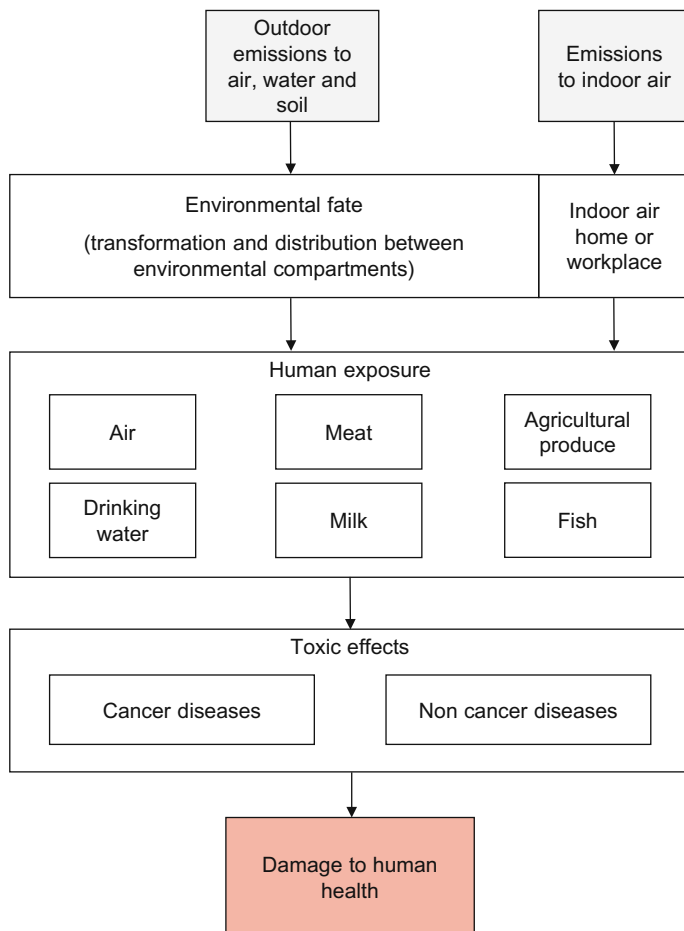 Outdoor
emissions to
air, water and
soil
Emissions
to indoor air
Environmental fate
(transformation and distribution between
environmental compartments)
Indoor air
home or
workplace
Human exposure
Air
Meat
Agricultural
produce
Drinking
water
Milk
Fish
Toxic effects
Cancer diseases
Non cancer diseases
Damage to human
health